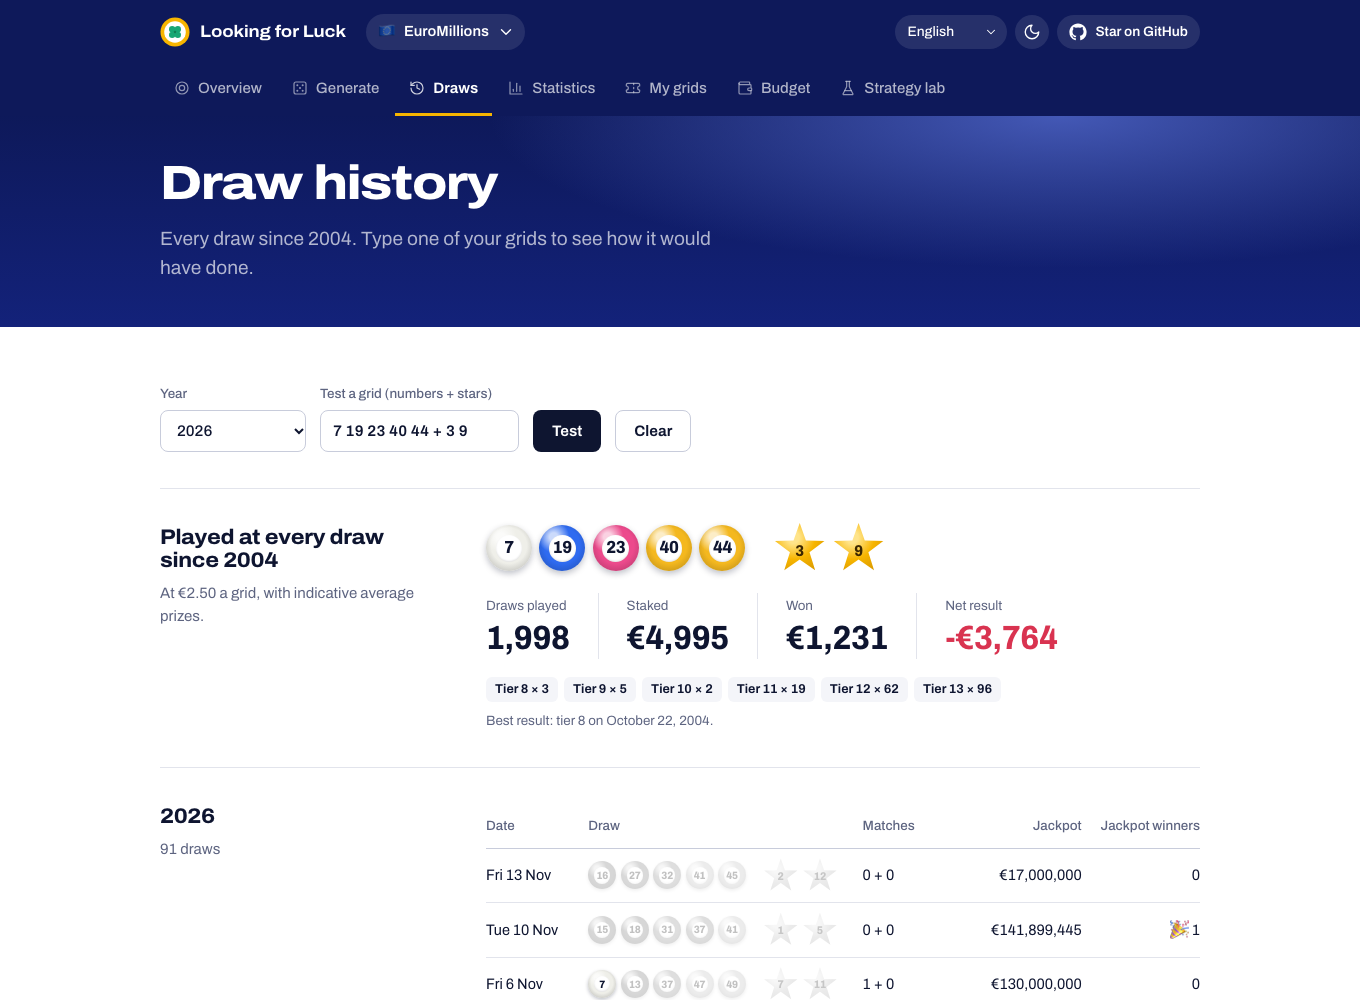 Looking for Luck
EuroMillions
English
Star on GitHub
Overview
Generate
Draws
Statistics
My grids
Budget
Strategy lab
Draw history
Every draw since 2004. Type one of your grids to see how it would
have done.
Year
Test a grid (numbers + stars)
2026
7 19 23 40 44 + 3 9
Test
Clear
Played at every draw
since 2004
At €2.50 a grid, with indicative average
prizes.
7 19 23 40 44 3 9
Draws played
1,998
Staked
€4,995
Won
€1,231
Net result
-€3,764
Tier 8 × 3
Tier 9 × 5
Tier 10 × 2
Tier 11 × 19
Tier 12 × 62
Tier 13 × 96
Best result: tier 8 on October 22, 2004.
2026
91 draws
Date Draw Matches Jackpot Jackpot winners
Fri 13 Nov 16 27 32 41 45 2 12 0 + 0 €17,000,000 0
Tue 10 Nov 15 18 31 37 41 1 5 0 + 0 €141,899,445 1
Fri 6 Nov 7 13 37 47 49 7 11 1 + 0 €130,000,000 0